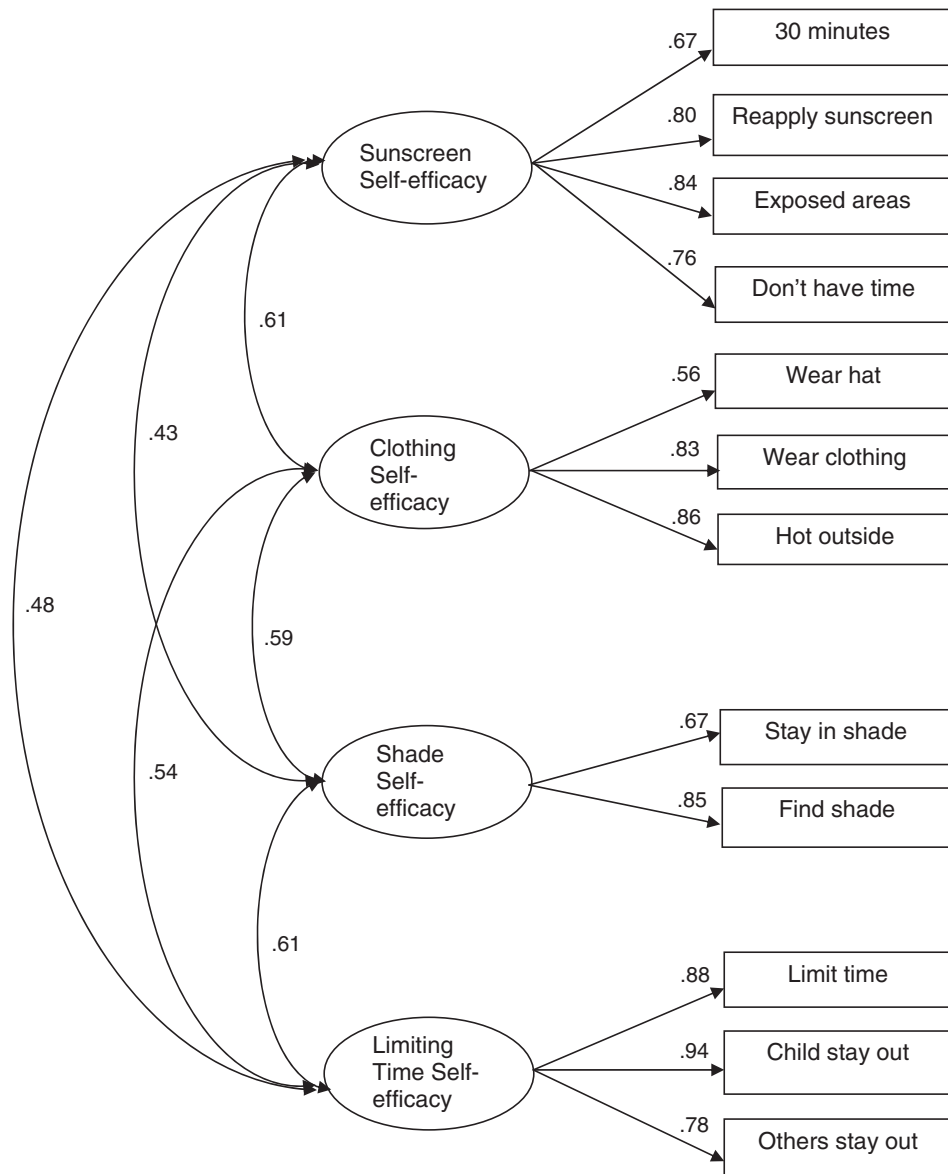 .67
30 minutes
.80
Reapply sunscreen
Sunscreen
Self-efficacy
.84
Exposed areas
.76
Don't have time
.61
.56
Wear hat
.43
Clothing
Self-
efficacy
.83
Wear clothing
.86
Hot outside
.48
.59
.67
Stay in shade
.54
Shade
Self-
efficacy
.85
Find shade
.61
.88
Limit time
Limiting
Time Self-
efficacy
.94
Child stay out
.78
Others stay out